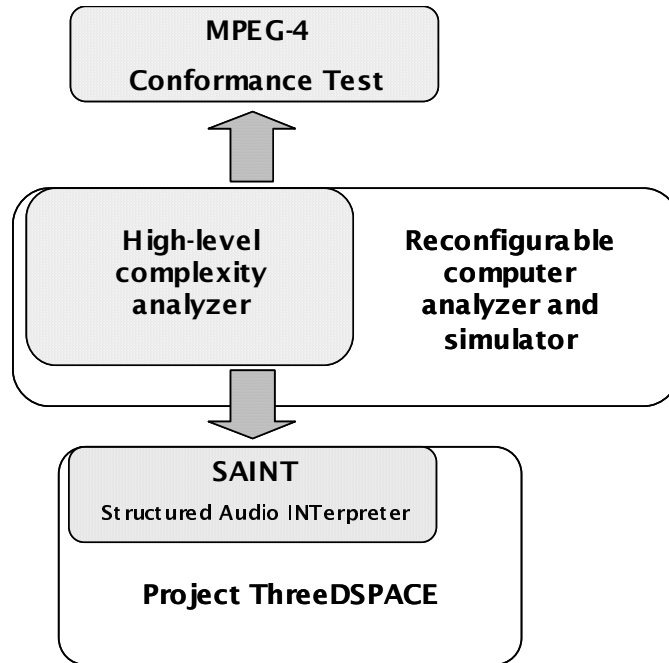 MPEG-4
Conformance Test
High-level
complexity
analyzer
Reconfigurable
computer
analyzer and
simulator
SAINT
Structured Audio INTerpreter
Project ThreeDSPACE